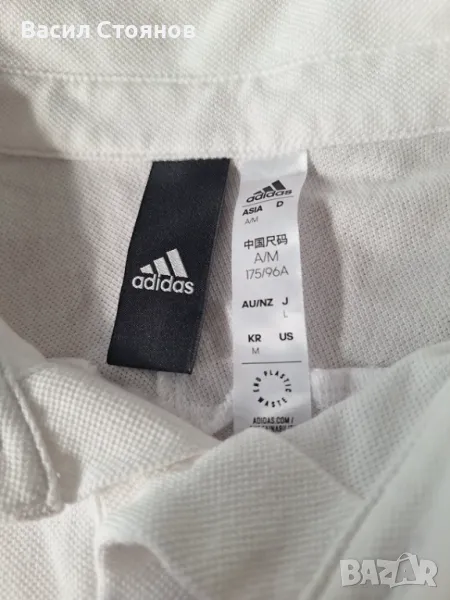 Васил Стоянов
adidas
adidas
ASIA D
A/M
中国尺码
A/M
175/96A
AU/NZ J
L
KR US
M
END PLASTIC WASTE
ADIDAS.COM/
BAZAR